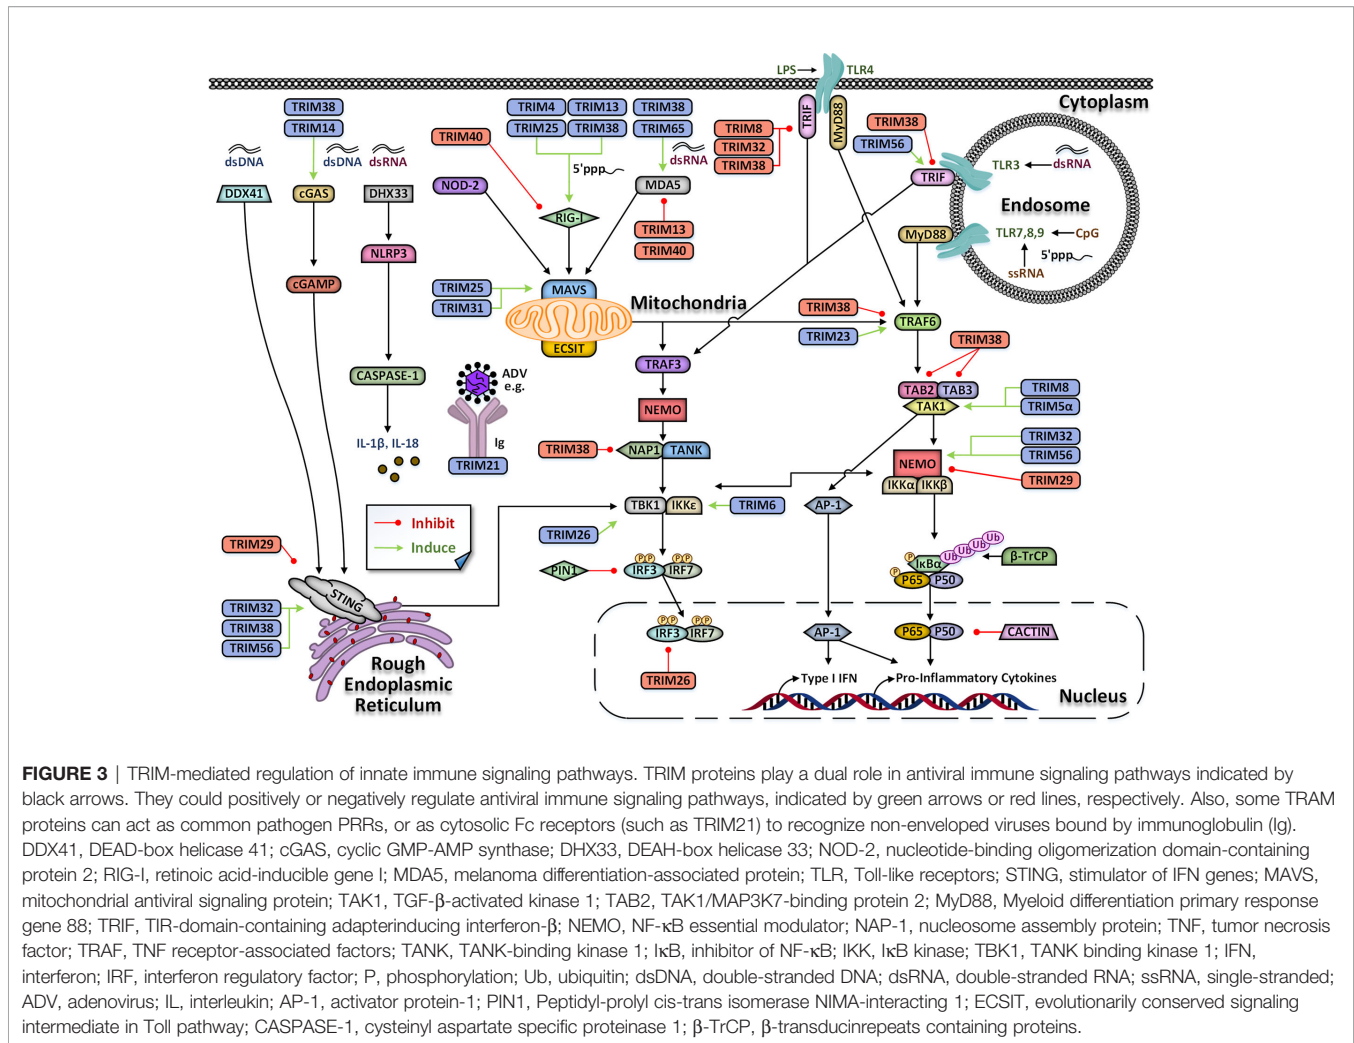 LPS
TLR4
Cytoplasm
TRIM38
TRIM14
dsDNA
dsDNA
dsRNA
DDX41
cGAS
DHX33
NLRP3
cGAMP
CASPASE-1
IL-1β, IL-18
TRIM40
NOD-2
TRIM4
TRIM13
TRIM25
TRIM38
5'ppp
RIG-I
TRIM38
TRIM65
dsRNA
MDA5
TRIM13
TRIM40
TRIM8
TRIM32
TRIM38
TRIF
MyD88
TRIM38
TRIM56
TRIF
TLR3
dsRNA
Endosome
MyD88
TLR7,8,9
CpG
5'ppp
ssRNA
TRIM25
TRIM31
MAVS
Mitochondria
ECSIT
TRIM38
TRIM23
TRAF6
TRAF3
TRIM38
TAB2
TAB3
TAK1
TRIM8
TRIM5α
ADV
e.g.
Ig
TRIM21
NEMO
TRIM38
NAP1
TANK
TRIM32
TRIM56
TRIM29
NEMO
IKKα
IKKβ
TBK1
IKKε
TRIM6
TRIM26
AP-1
Inhibit
Induce
TRIM29
STING
TRIM32
TRIM38
TRIM56
Rough
Endoplasmic
Reticulum
PIN1
P
P
P
P
IRF3
IRF7
P
IκBα
Ub
Ub
Ub
Ub
β-TrCP
P
P65
P50
P
P
P
P
IRF3
IRF7
TRIM26
AP-1
P65
P50
CACTIN
Type I IFN
Pro-Inflammatory Cytokines
Nucleus
FIGURE 3 | TRIM-mediated regulation of innate immune signaling pathways. TRIM proteins play a dual role in antiviral immune signaling pathways indicated by
black arrows. They could positively or negatively regulate antiviral immune signaling pathways, indicated by green arrows or red lines, respectively. Also, some TRAM
proteins can act as common pathogen PRRs, or as cytosolic Fc receptors (such as TRIM21) to recognize non-enveloped viruses bound by immunoglobulin (Ig).
DDX41, DEAD-box helicase 41; cGAS, cyclic GMP-AMP synthase; DHX33, DEAH-box helicase 33; NOD-2, nucleotide-binding oligomerization domain-containing
protein 2; RIG-I, retinoic acid-inducible gene I; MDA5, melanoma differentiation-associated protein; TLR, Toll-like receptors; STING, stimulator of IFN genes; MAVS,
mitochondrial antiviral signaling protein; TAK1, TGF-β-activated kinase 1; TAB2, TAK1/MAP3K7-binding protein 2; MyD88, Myeloid differentiation primary response
gene 88; TRIF, TIR-domain-containing adapterinducing interferon-β; NEMO, NF-κB essential modulator; NAP-1, nucleosome assembly protein; TNF, tumor necrosis
factor; TRAF, TNF receptor-associated factors; TANK, TANK-binding kinase 1; IκB, inhibitor of NF-κB; IKK, IκB kinase; TBK1, TANK binding kinase 1; IFN,
interferon; IRF, interferon regulatory factor; P, phosphorylation; Ub, ubiquitin; dsDNA, double-stranded DNA; dsRNA, double-stranded RNA; ssRNA, single-stranded;
ADV, adenovirus; IL, interleukin; AP-1, activator protein-1; PIN1, Peptidyl-prolyl cis-trans isomerase NIMA-interacting 1; ECSIT, evolutionarily conserved signaling
intermediate in Toll pathway; CASPASE-1, cysteinyl aspartate specific proteinase 1; β-TrCP, β-transducinrepeats containing proteins.